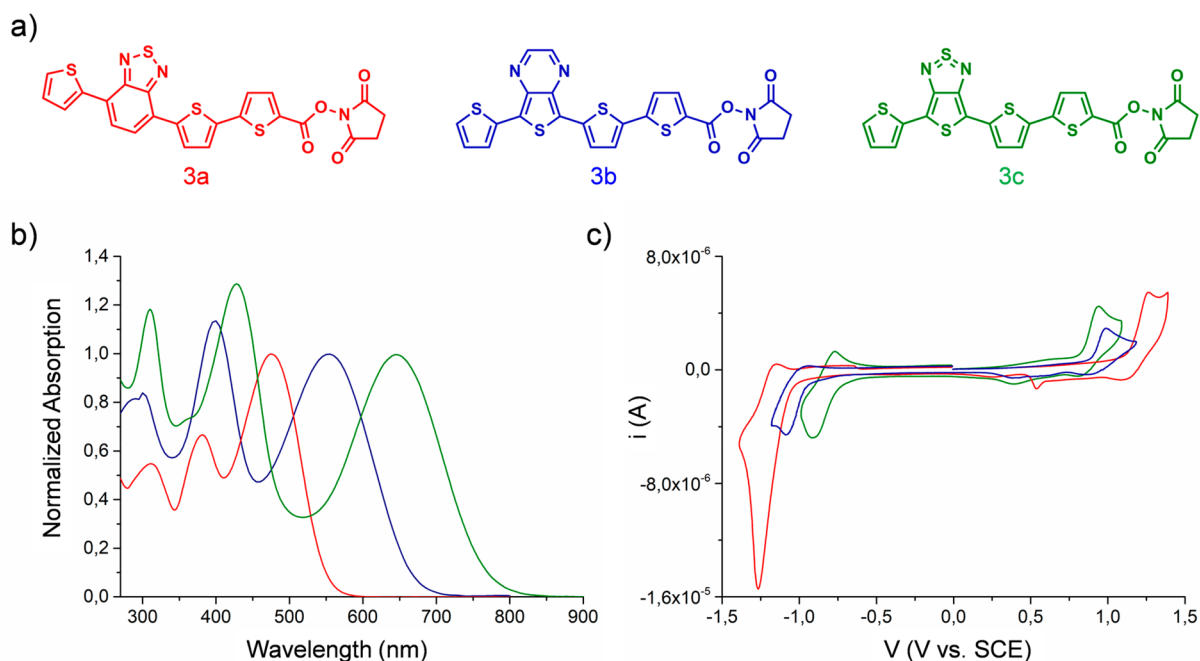 a)
S
N
N
S
S
S
O
O
N
O
O
3a
N
N
S
S
S
S
O
O
N
O
O
3b
S
N
N
S
S
S
S
O
O
N
O
O
3c
b)
Normalized Absorption
1,4
1,2
1,0
0,8
0,6
0,4
0,2
0,0
300 400 500 600 700 800 900
Wavelength (nm)
c)
i (A)
8,0x10⁻⁶
0,0
-8,0x10⁻⁶
-1,6x10⁻⁵
-1,5 -1,0 -0,5 0,0 0,5 1,0 1,5
V (V vs. SCE)